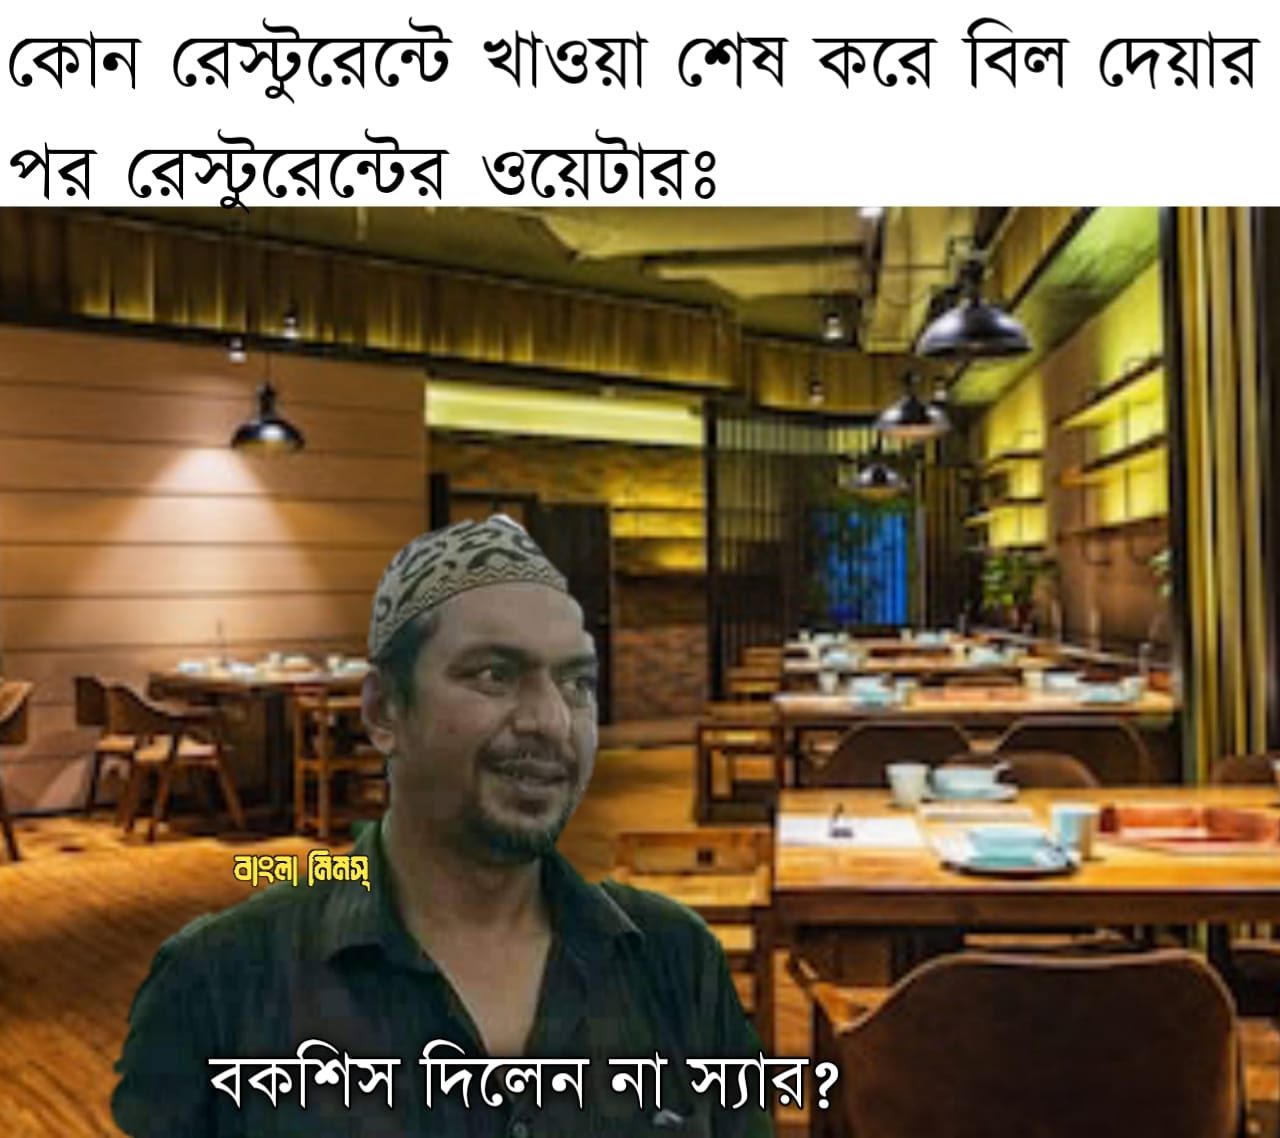 কোন রেস্টুরেন্টে খাওয়া শেষ করে বিল দেয়ার
পর রেস্টুরেন্টের ওয়েটারঃ
বাংলা মিমস্
বকশিস দিলেন না স্যার?